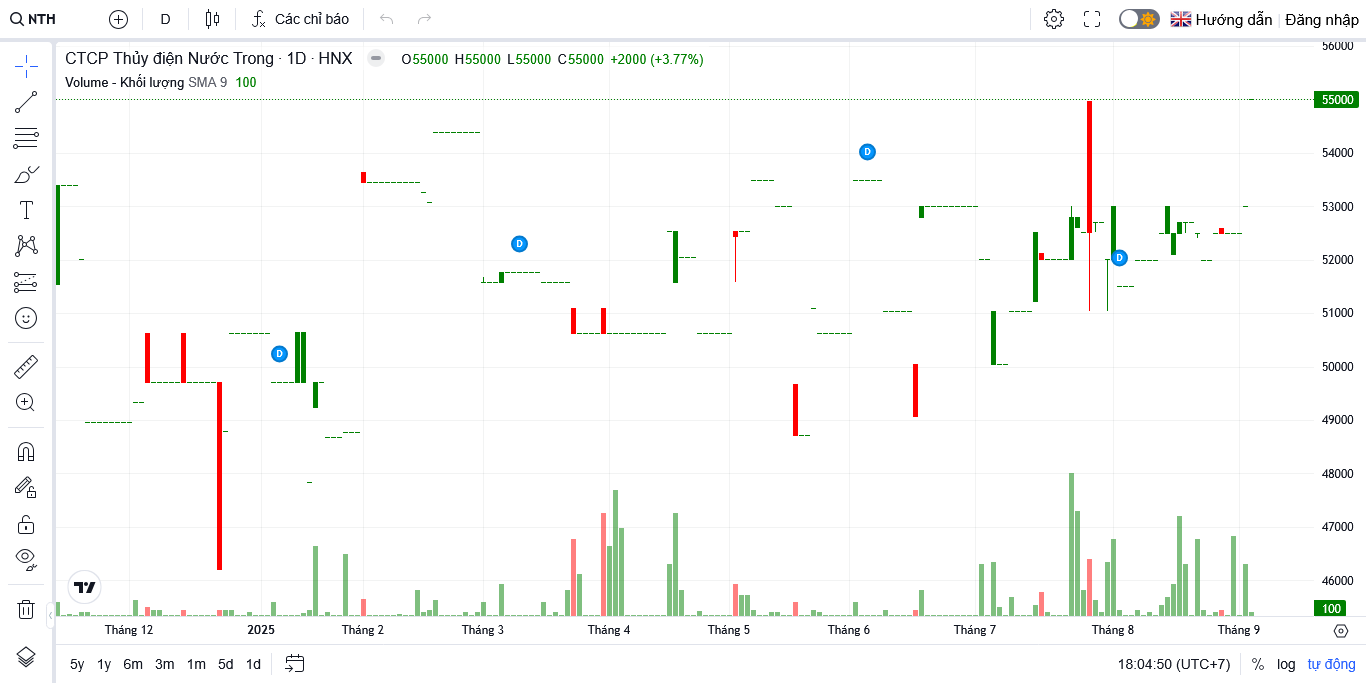 NTH D Các chỉ báo Hướng dẫn Đăng nhập
CTCP Thủy điện Nước Trong · 1D · HNX O55000 H55000 L55000 C55000 +2000 (+3.77%)
Volume - Khối lượng SMA 9 100
56000
55000
54000
53000
52000
51000
50000
49000
48000
47000
46000
100
D
D
D
D
Tháng 12 2025 Tháng 2 Tháng 3 Tháng 4 Tháng 5 Tháng 6 Tháng 7 Tháng 8 Tháng 9
5y 1y 6m 3m 1m 5d 1d 18:04:50 (UTC+7) % log tự động